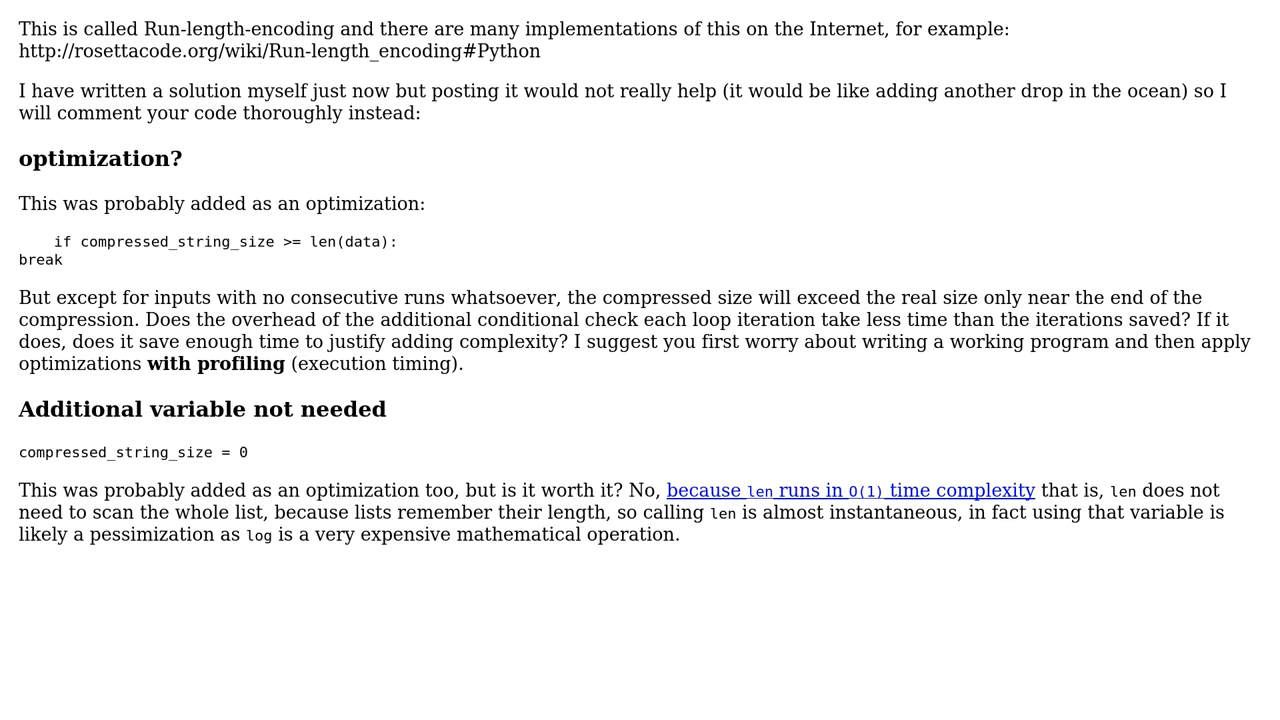 This is called Run-length-encoding and there are many implementations of this on the Internet, for example:
http://rosettacode.org/wiki/Run-length_encoding#Python
I have written a solution myself just now but posting it would not really help (it would be like adding another drop in the ocean) so I
will comment your code thoroughly instead:
optimization?
This was probably added as an optimization:
    if compressed_string_size >= len(data):
break
But except for inputs with no consecutive runs whatsoever, the compressed size will exceed the real size only near the end of the
compression. Does the overhead of the additional conditional check each loop iteration take less time than the iterations saved? If it
does, does it save enough time to justify adding complexity? I suggest you first worry about writing a working program and then apply
optimizations with profiling (execution timing).
Additional variable not needed
compressed_string_size = 0
This was probably added as an optimization too, but is it worth it? No, because len runs in O(1) time complexity that is, len does not
need to scan the whole list, because lists remember their length, so calling len is almost instantaneous, in fact using that variable is
likely a pessimization as log is a very expensive mathematical operation.